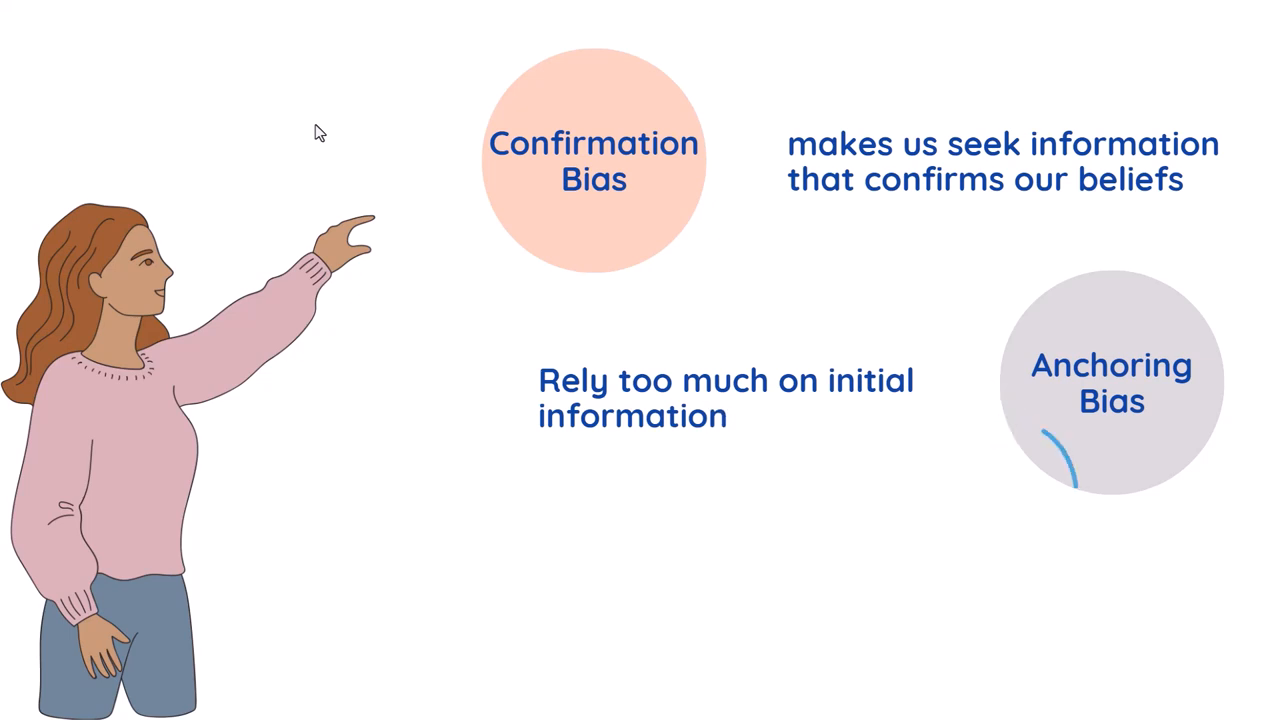 Confirmation
Bias
makes us seek information
that confirms our beliefs
Rely too much on initial
information
Anchoring
Bias